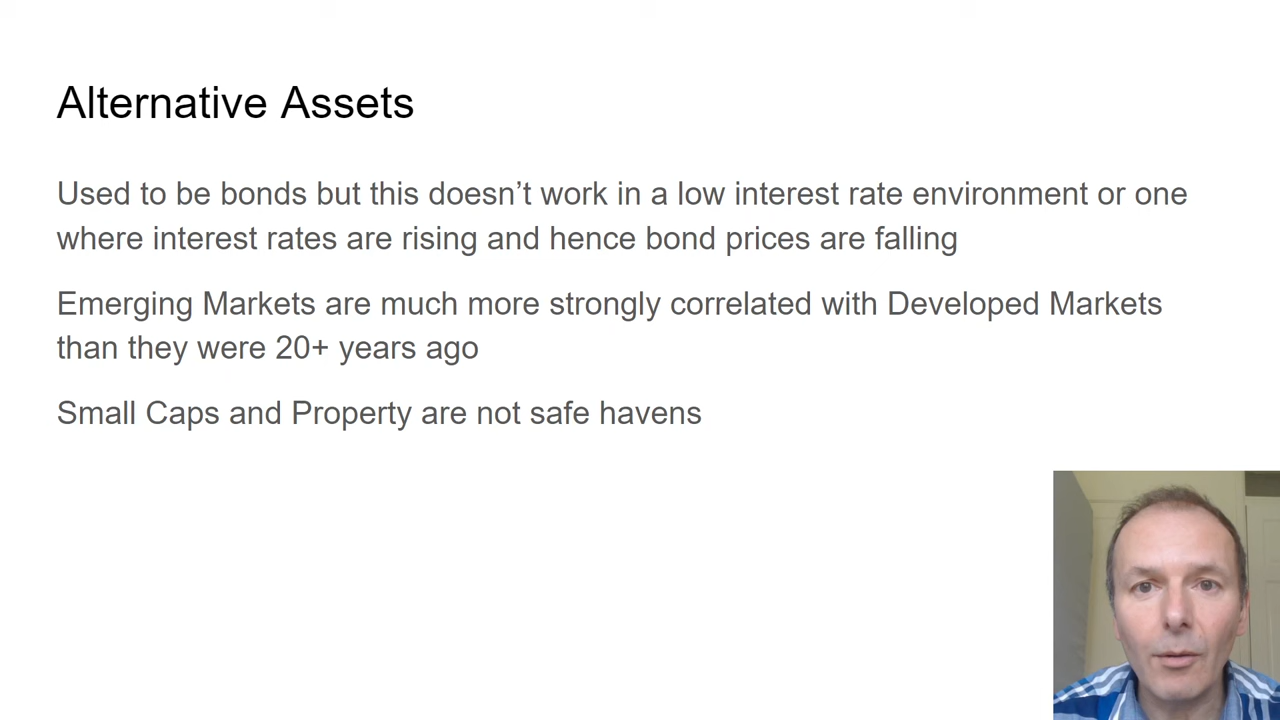 Alternative Assets
Used to be bonds but this doesn’t work in a low interest rate environment or one
where interest rates are rising and hence bond prices are falling
Emerging Markets are much more strongly correlated with Developed Markets
than they were 20+ years ago
Small Caps and Property are not safe havens